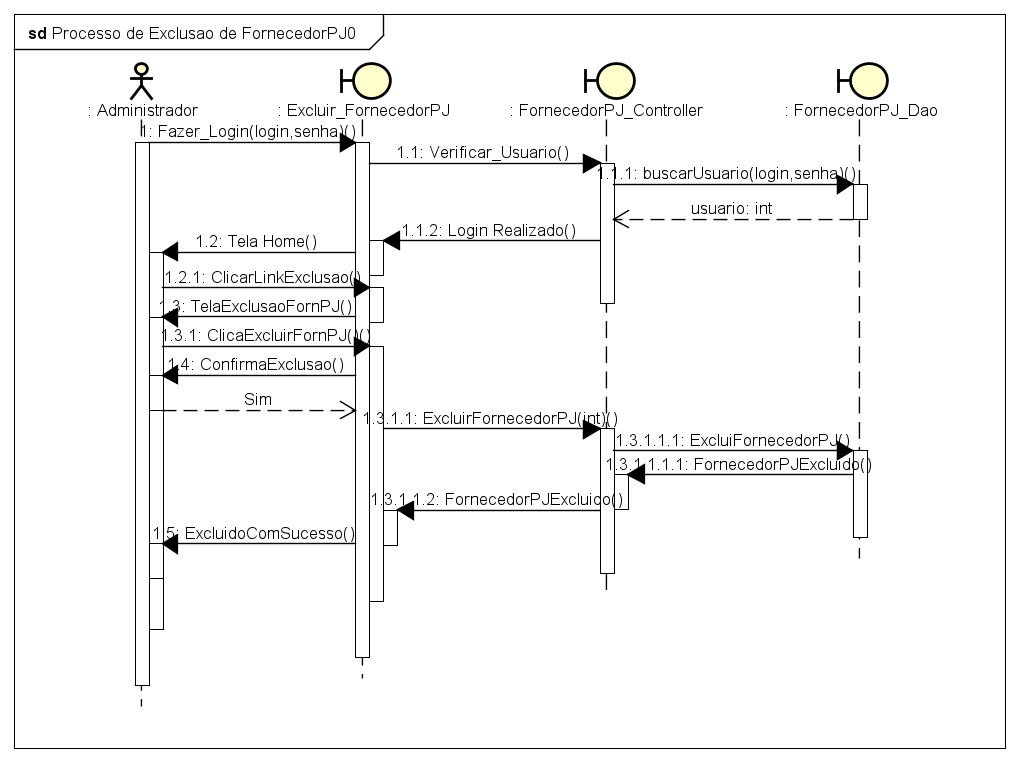 sd Processo de Exclusao de FornecedorPJ0
: Administrador
: Excluir_FornecedorPJ
: FornecedorPJ_Controller
: FornecedorPJ_Dao
1: Fazer_Login(login,senha)()
1.1: Verificar_Usuario()
1.1.1: buscarUsuario(login,senha)()
usuario: int
1.1.2: Login Realizado()
1.2: Tela Home()
1.2.1: ClicarLinkExclusao()
1.3: TelaExclusaoFornPJ()
1.3.1: ClicaExcluirFornPJ()()
1.4: ConfirmaExclusao()
Sim
1.3.1.1: ExcluirFornecedorPJ(int)()
1.3.1.1.1: ExcluiFornecedorPJ()
1.3.1.1.1.1: FornecedorPJExcluido()
1.3.1.1.2: FornecedorPJExcluido()
1.5: ExcluidoComSucesso()